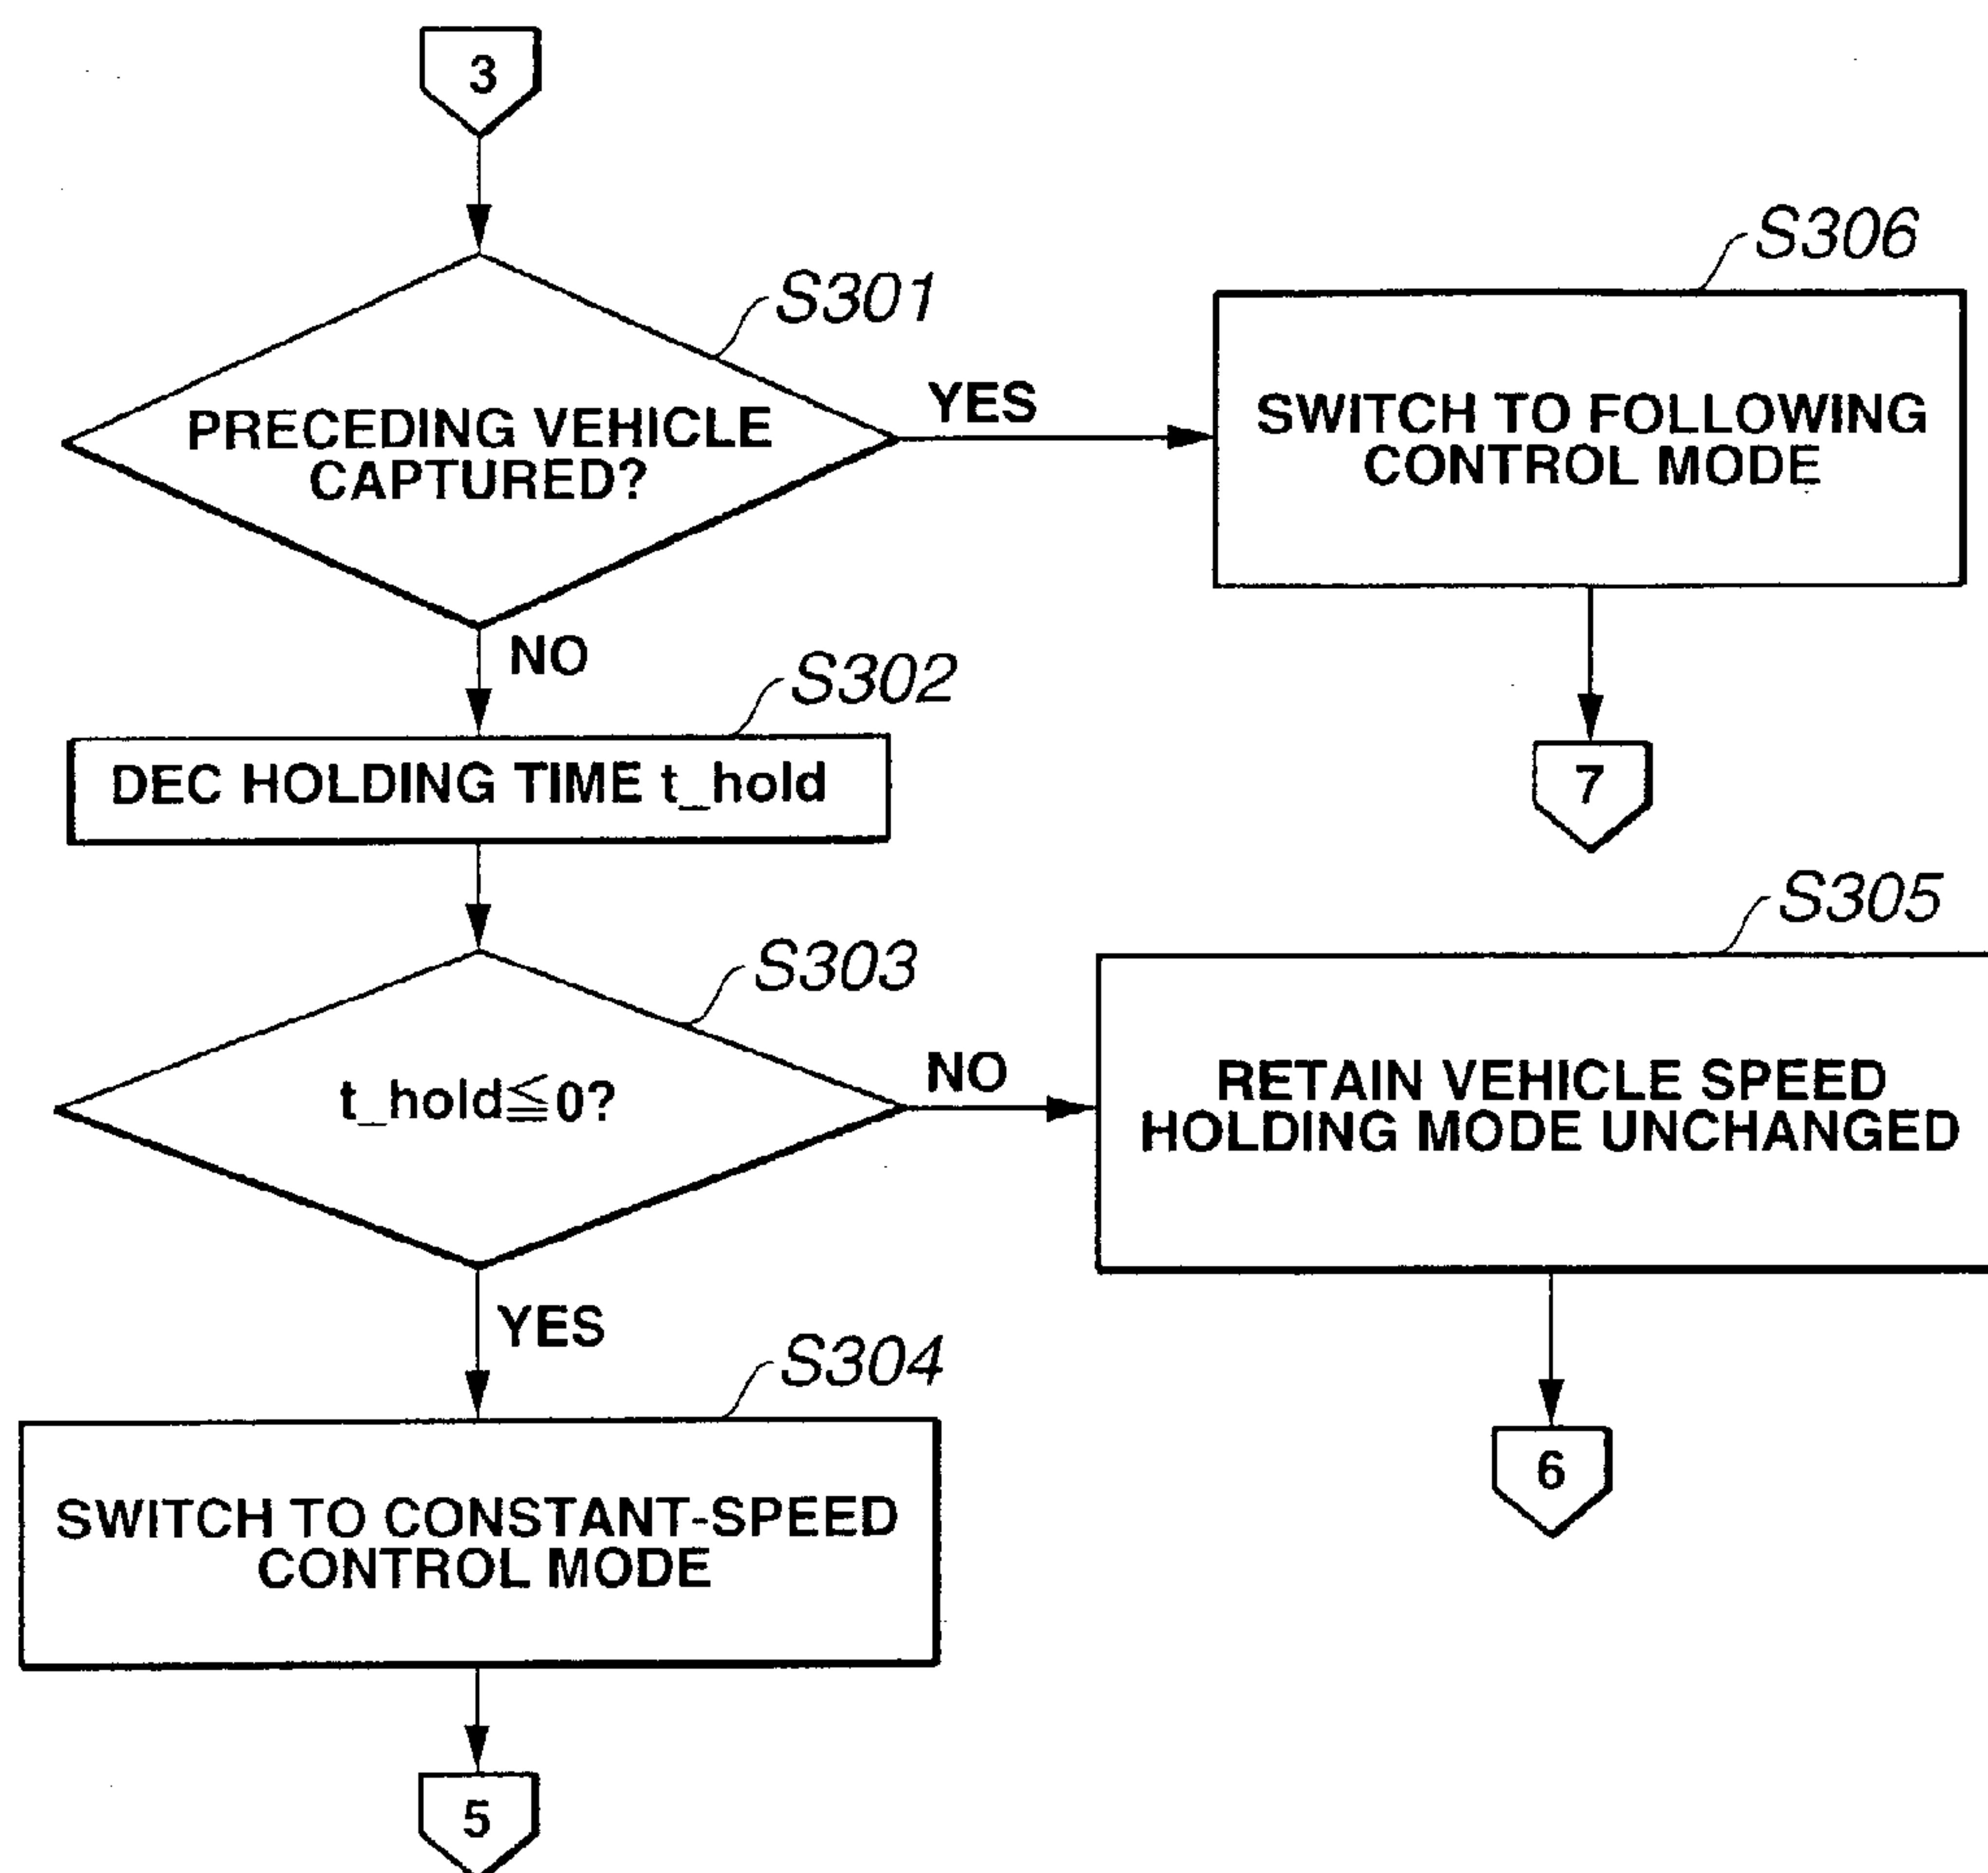 3
S301
PRECEDING VEHICLE
CAPTURED?
YES
S306
SWITCH TO FOLLOWING
CONTROL MODE
7
NO
S302
DEC HOLDING TIME t_hold
S303
t_hold≦0?
NO
S305
RETAIN VEHICLE SPEED
HOLDING MODE UNCHANGED
6
YES
S304
SWITCH TO CONSTANT-SPEED
CONTROL MODE
5